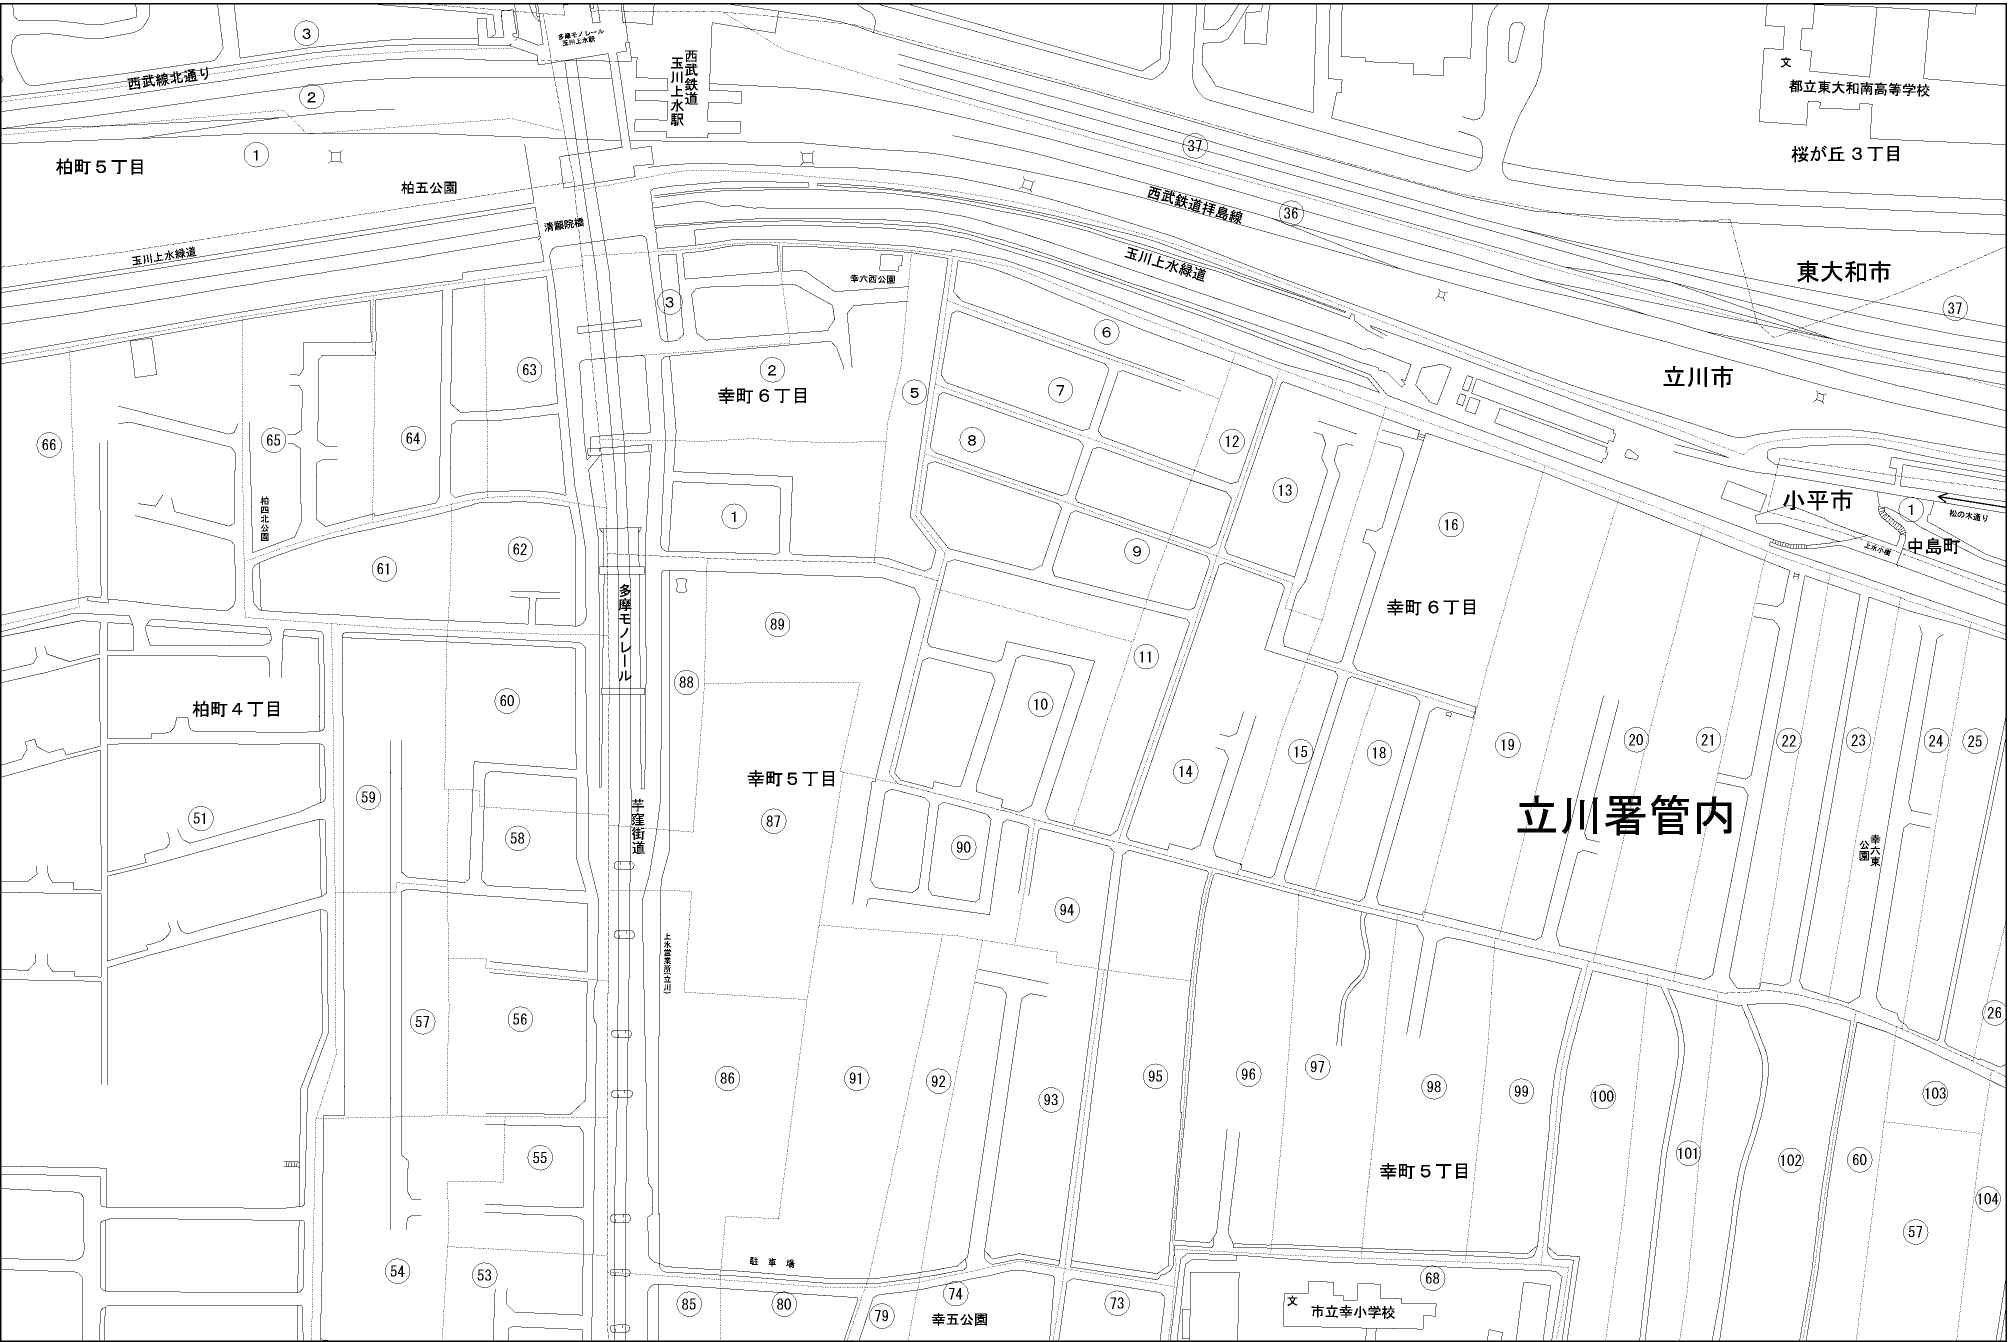 3
多摩モノレール
玉川上水駅
西武線北通り
2
西武鉄道
玉川上水駅
文
都立東大和南高等学校
1
柏町５丁目
37
桜が丘３丁目
柏五公園
西武鉄道拝島線
36
清願院橋
玉川上水緑道
玉川上水緑道
東大和市
幸六西公園
3
37
6
63
2
幸町６丁目
5
7
立川市
66
65
64
8
12
柏四北公園
1
13
16
小平市
1
松の木通り
上水小橋
中島町
62
61
9
多摩モノレール
幸町６丁目
89
11
88
60
柏町４丁目
10
14
15
18
19
20
21
22
23
24
25
幸町５丁目
59
51
58
芋窪街道
87
90
立川署管内
幸六東
公園
94
上水営業所(立川)
57
56
26
86
91
92
93
95
96
97
98
99
100
103
55
幸町５丁目
101
102
60
104
57
54
53
駐車場
85
80
79
74
幸五公園
73
68
文
市立幸小学校